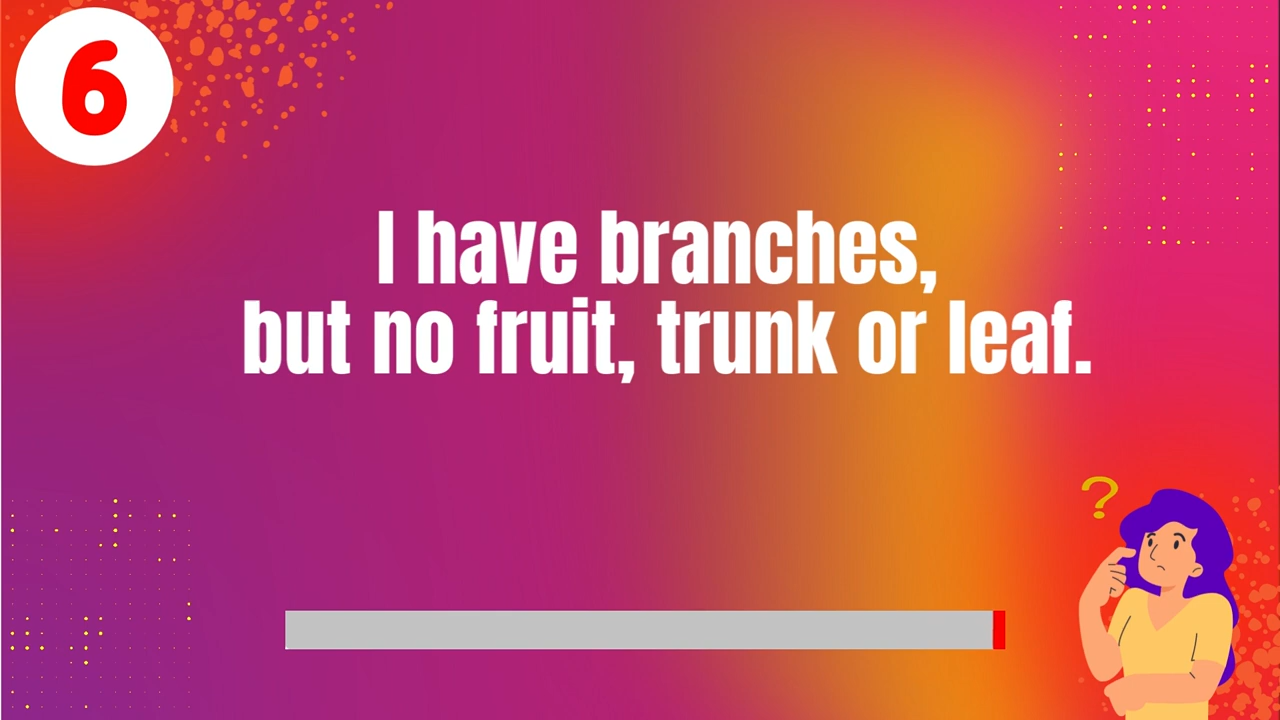 6
I have branches,
but no fruit, trunk or leaf.
?